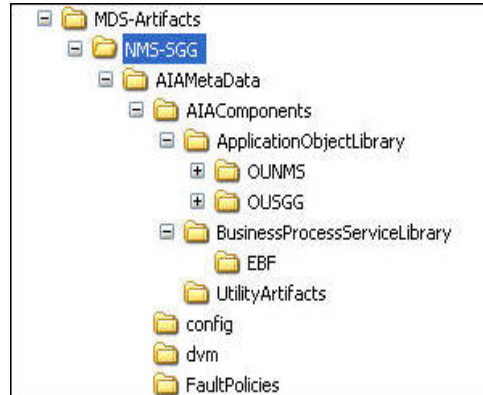 MDS-Artifacts
NMS-SGG
AIAMetaData
AIAComponents
ApplicationObjectLibrary
OUNMS
OUSGG
BusinessProcessServiceLibrary
EBF
UtilityArtifacts
config
dvm
FaultPolicies